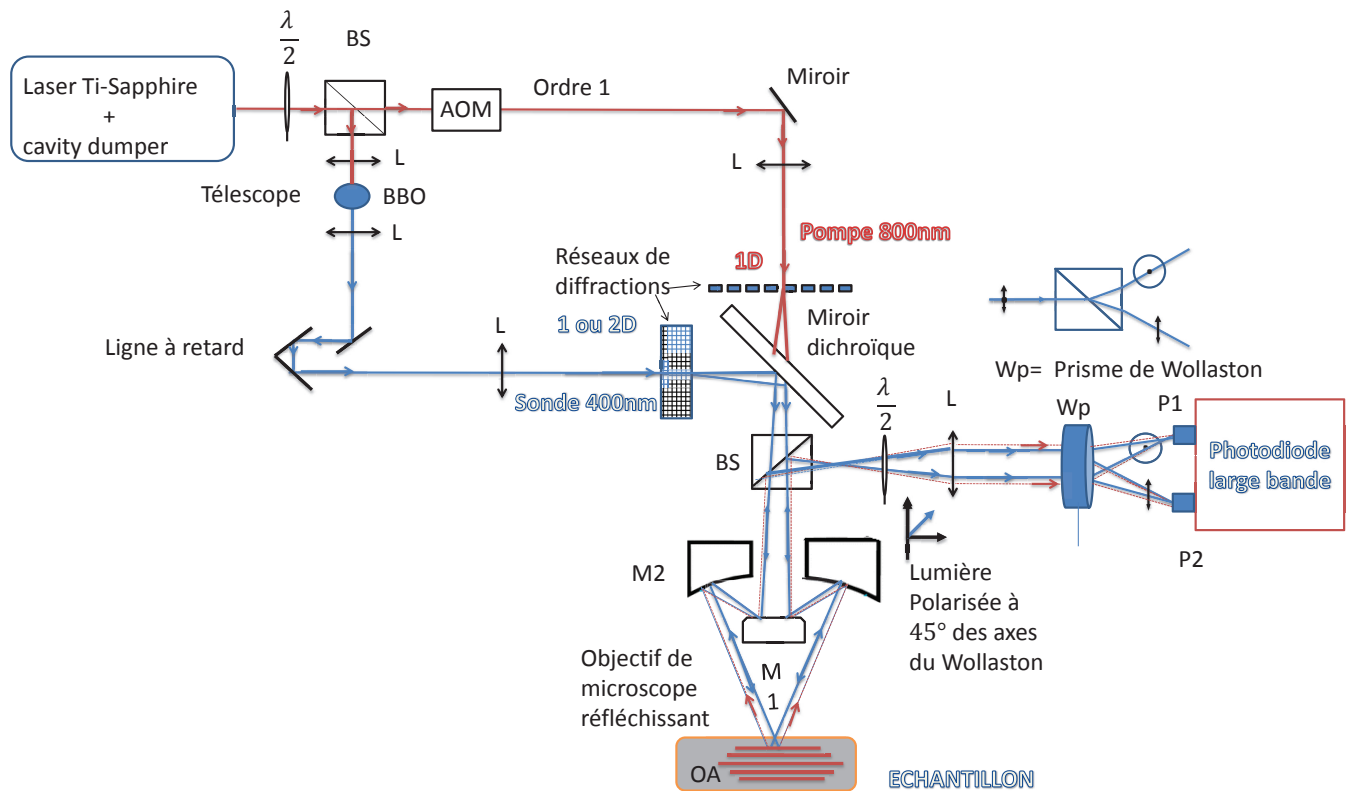 Laser Ti-Sapphire
+
cavity dumper
λ
2
BS
AOM
Ordre 1
Miroir
L
L
Télescope
BBO
L
Pompe 800nm
1D
Réseaux de
diffractions
1 ou 2D
Miroir
dichroïque
Ligne à retard
L
Sonde 400nm
Wp= Prisme de Wollaston
λ
2
L
Wp
P1
BS
Photodiode
large bande
P2
M2
Lumière
Polarisée à
45° des axes
du Wollaston
Objectif de
microscope
réfléchissant
M
1
OA
ECHANTILLON